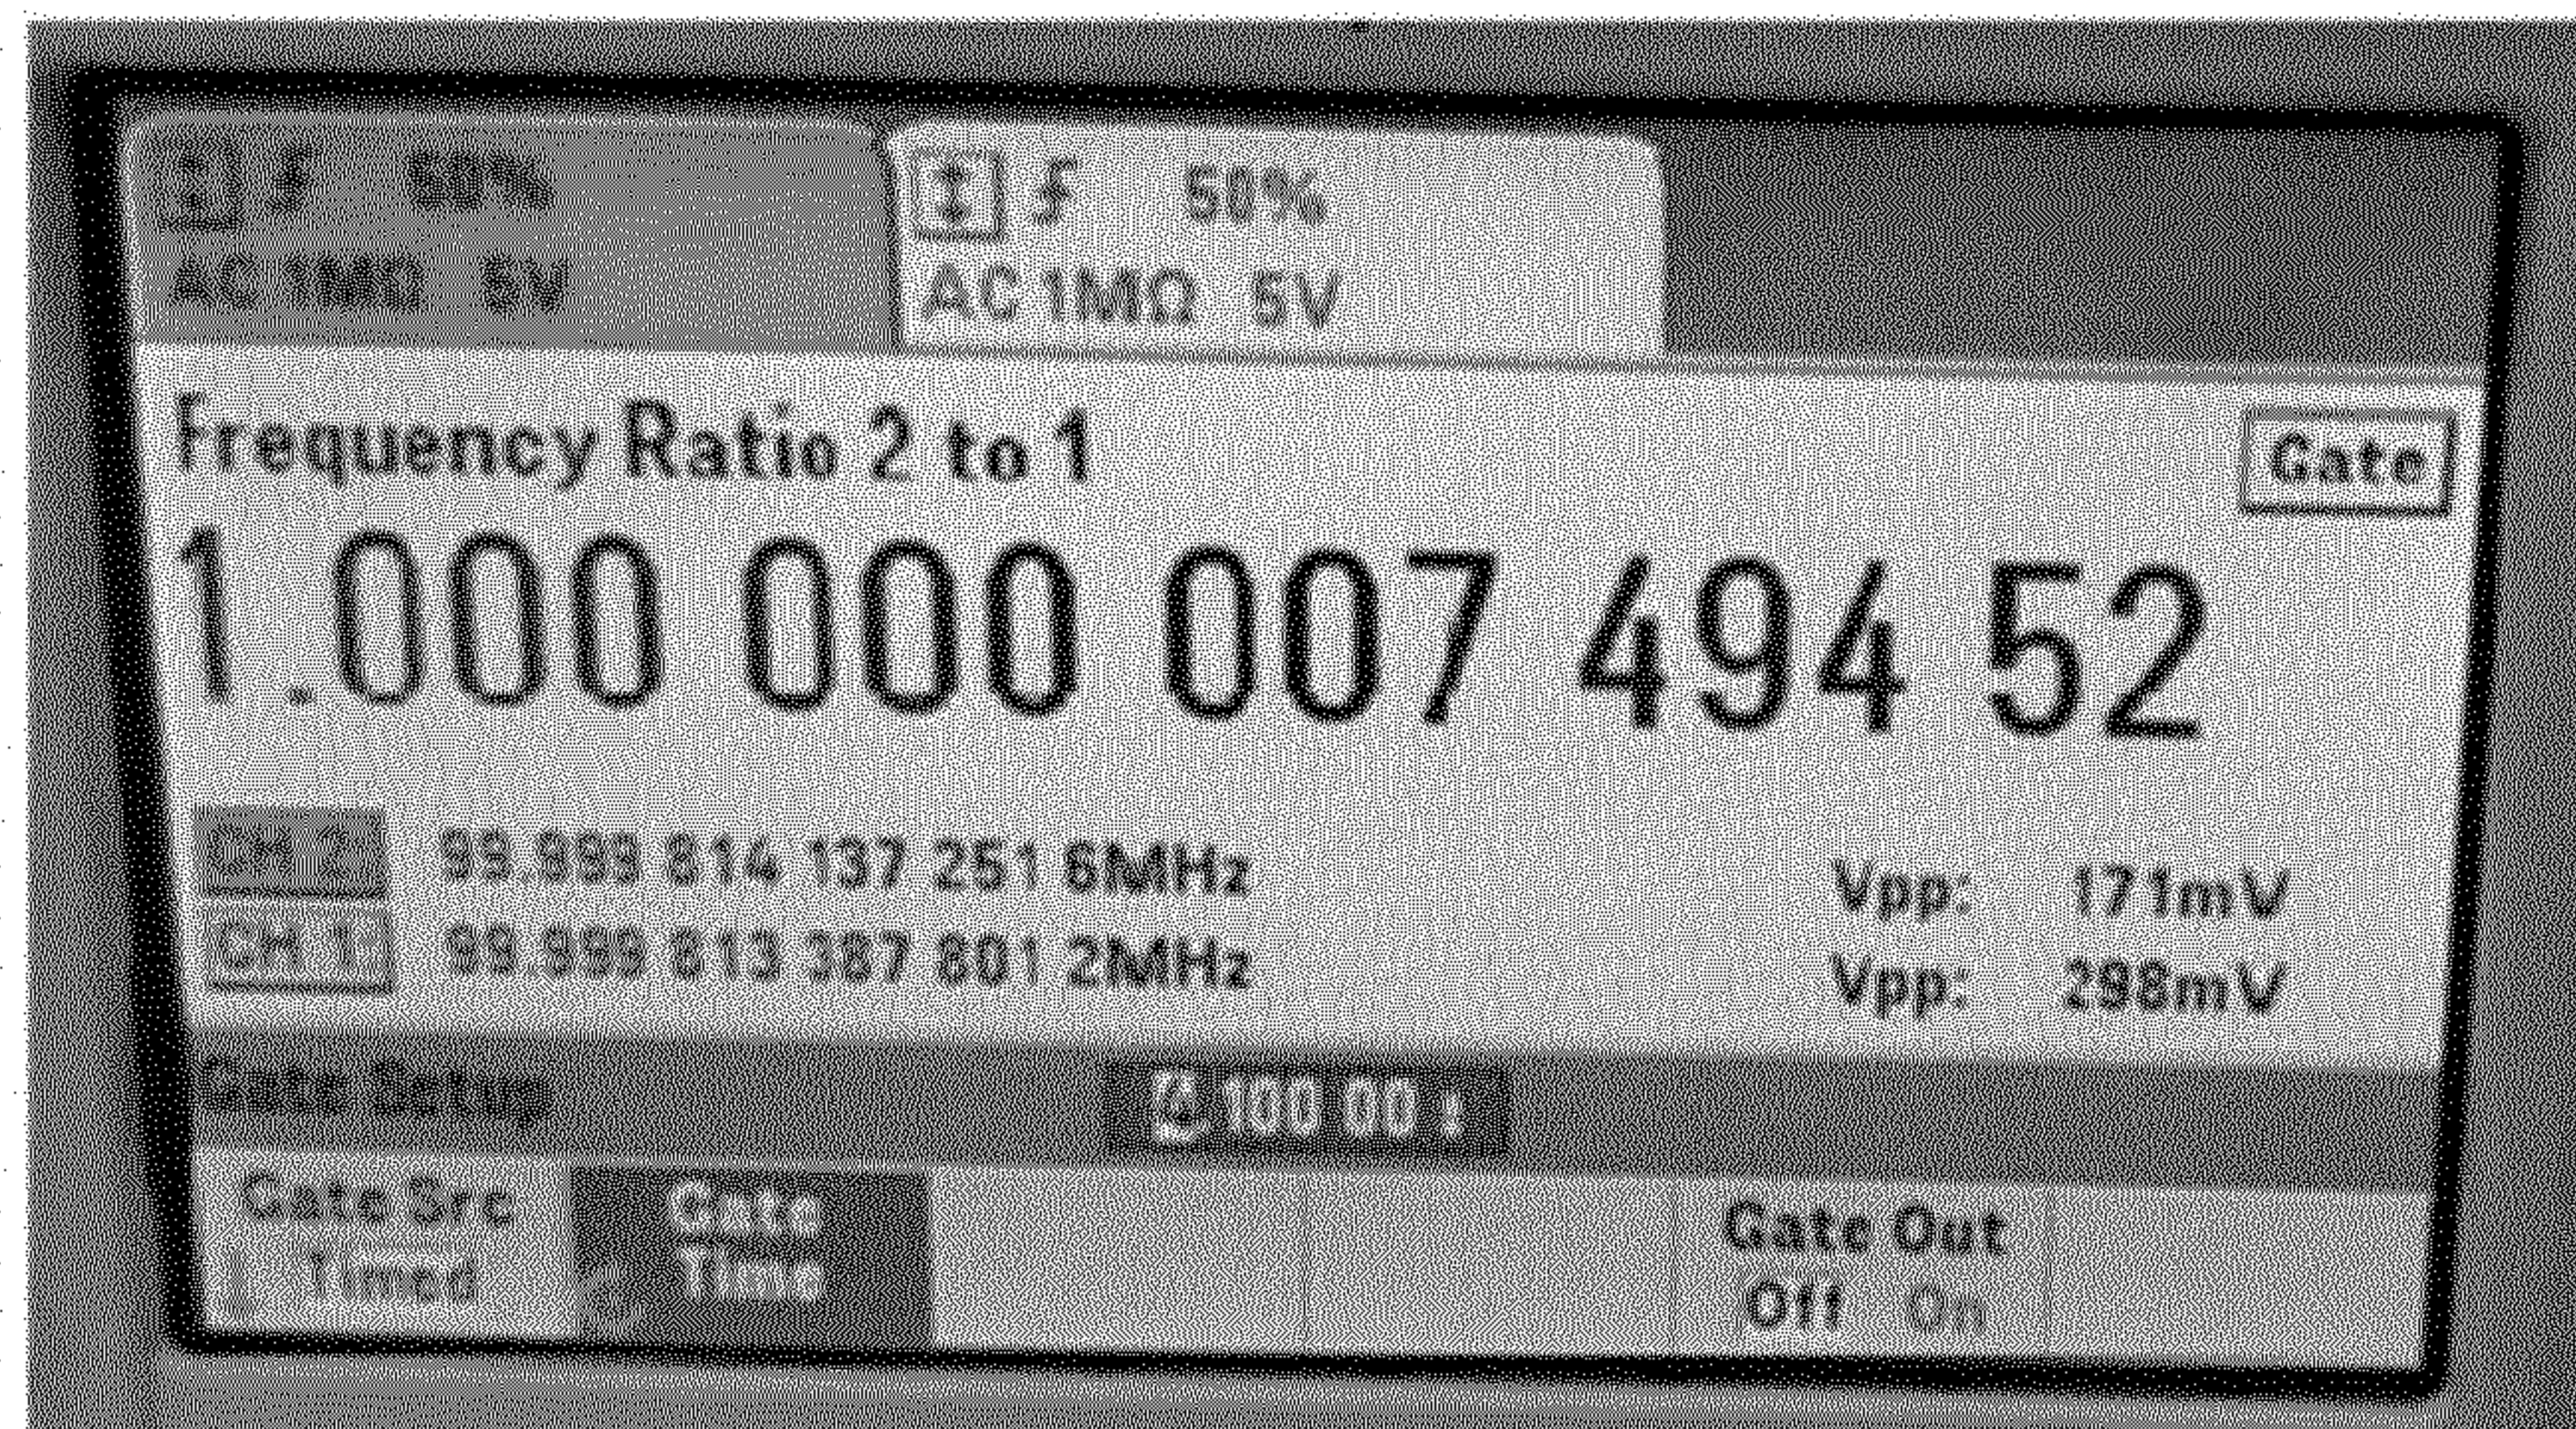 50%
AC 1MΩ 5V
50%
AC 1MΩ 5V
Frequency Ratio 2 to 1
Gate
1.000 000 007 494 52
CH 2: 99.999 814 137 251 6MHz Vpp: 171mV
CH 1: 99.999 813 387 801 2MHz Vpp: 298mV
Gate Setup
100.00 s
Gate Src
Timed
Gate
Time
Gate Out
Off On